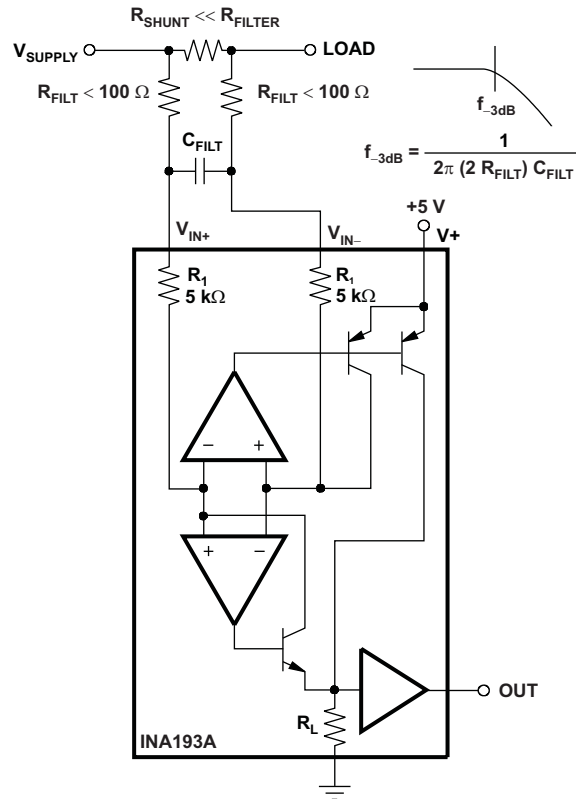 R_SHUNT << R_FILTER
V_SUPPLY
LOAD
R_FILT < 100 Ω
R_FILT < 100 Ω
f_–3dB
C_FILT
f_–3dB = 1 / 2π (2 R_FILT) C_FILT
+5 V
V+
V_IN+
V_IN–
R_1
5 kΩ
R_1
5 kΩ
– +
+ –
OUT
R_L
INA193A